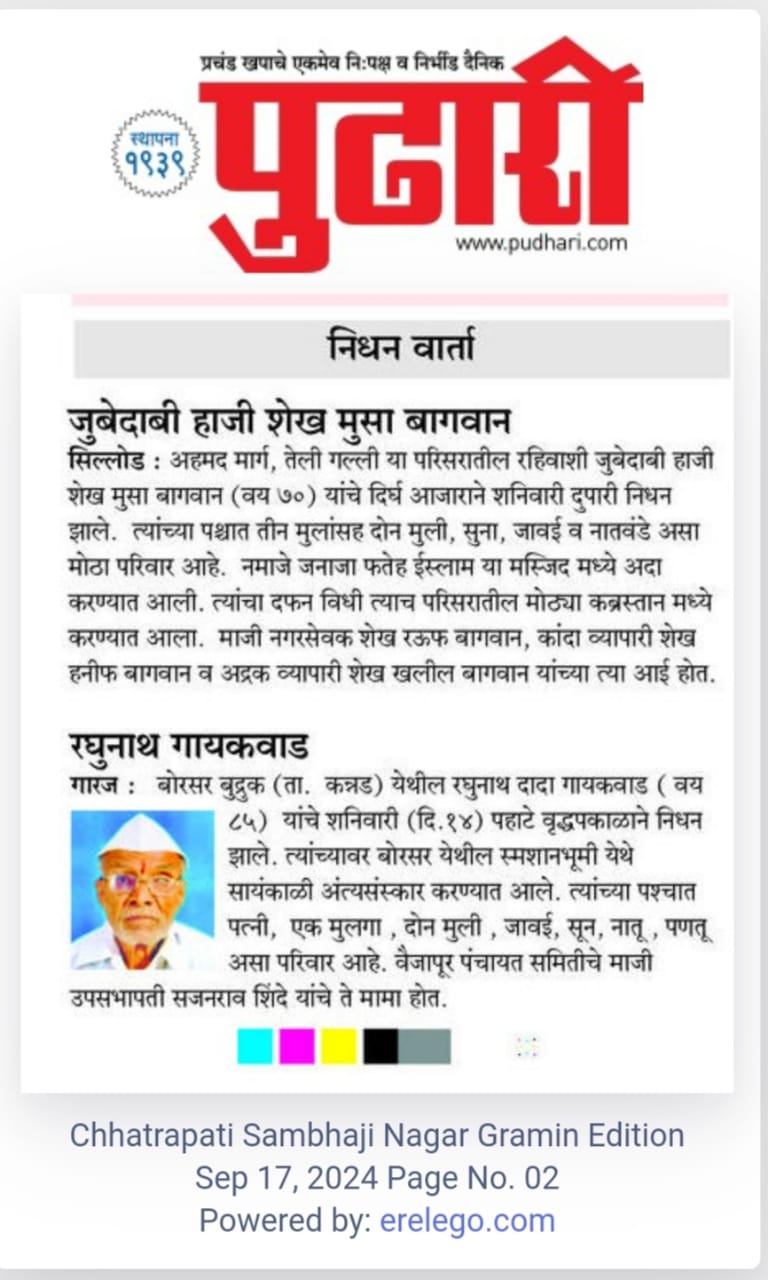 प्रचंड खपाचे एकमेव नि:पक्ष व निर्भीड दैनिक
स्थापना
१९३९
पुढारी
www.pudhari.com
निधन वार्ता
जुबेदाबी हाजी शेख मुसा बागवान
सिल्लोड : अहमद मार्ग, तेली गल्ली या परिसरातील रहिवाशी जुबेदाबी हाजी
शेख मुसा बागवान (वय ७०) यांचे दिर्घ आजाराने शनिवारी दुपारी निधन
झाले. त्यांच्या पश्चात तीन मुलांसह दोन मुली, सुना, जावई व नातवंडे असा
मोठा परिवार आहे. नमाजे जनाजा फतेह ईस्लाम या मस्जिद मध्ये अदा
करण्यात आली. त्यांचा दफन विधी त्याच परिसरातील मोठ्या कब्रस्तान मध्ये
करण्यात आला. माजी नगरसेवक शेख रऊफ बागवान, कांदा व्यापारी शेख
हनीफ बागवान व अद्रक व्यापारी शेख खलील बागवान यांच्या त्या आई होत.
रघुनाथ गायकवाड
गारज : बोरसर बुद्रुक (ता. कन्नड) येथील रघुनाथ दादा गायकवाड ( वय
८५) यांचे शनिवारी (दि.१४) पहाटे वृद्धपकाळाने निधन
झाले. त्यांच्यावर बोरसर येथील स्मशानभूमी येथे
सायंकाळी अंत्यसंस्कार करण्यात आले. त्यांच्या पश्चात
पत्नी, एक मुलगा , दोन मुली , जावई, सून, नातू , पणतू
असा परिवार आहे. वैजापूर पंचायत समितीचे माजी
उपसभापती सजनराव शिंदे यांचे ते मामा होत.
Chhatrapati Sambhaji Nagar Gramin Edition
Sep 17, 2024 Page No. 02
Powered by: erelego.com